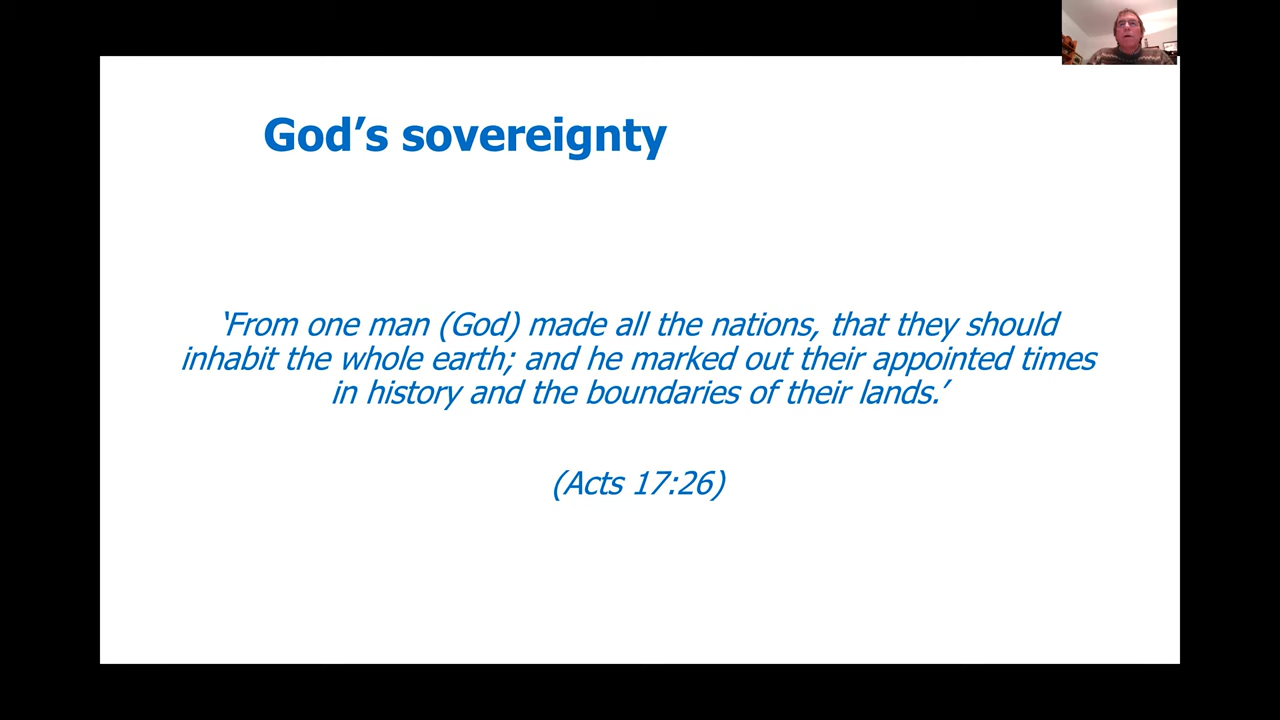 God’s sovereignty
‘From one man (God) made all the nations, that they should
inhabit the whole earth; and he marked out their appointed times
in history and the boundaries of their lands.’
(Acts 17:26)